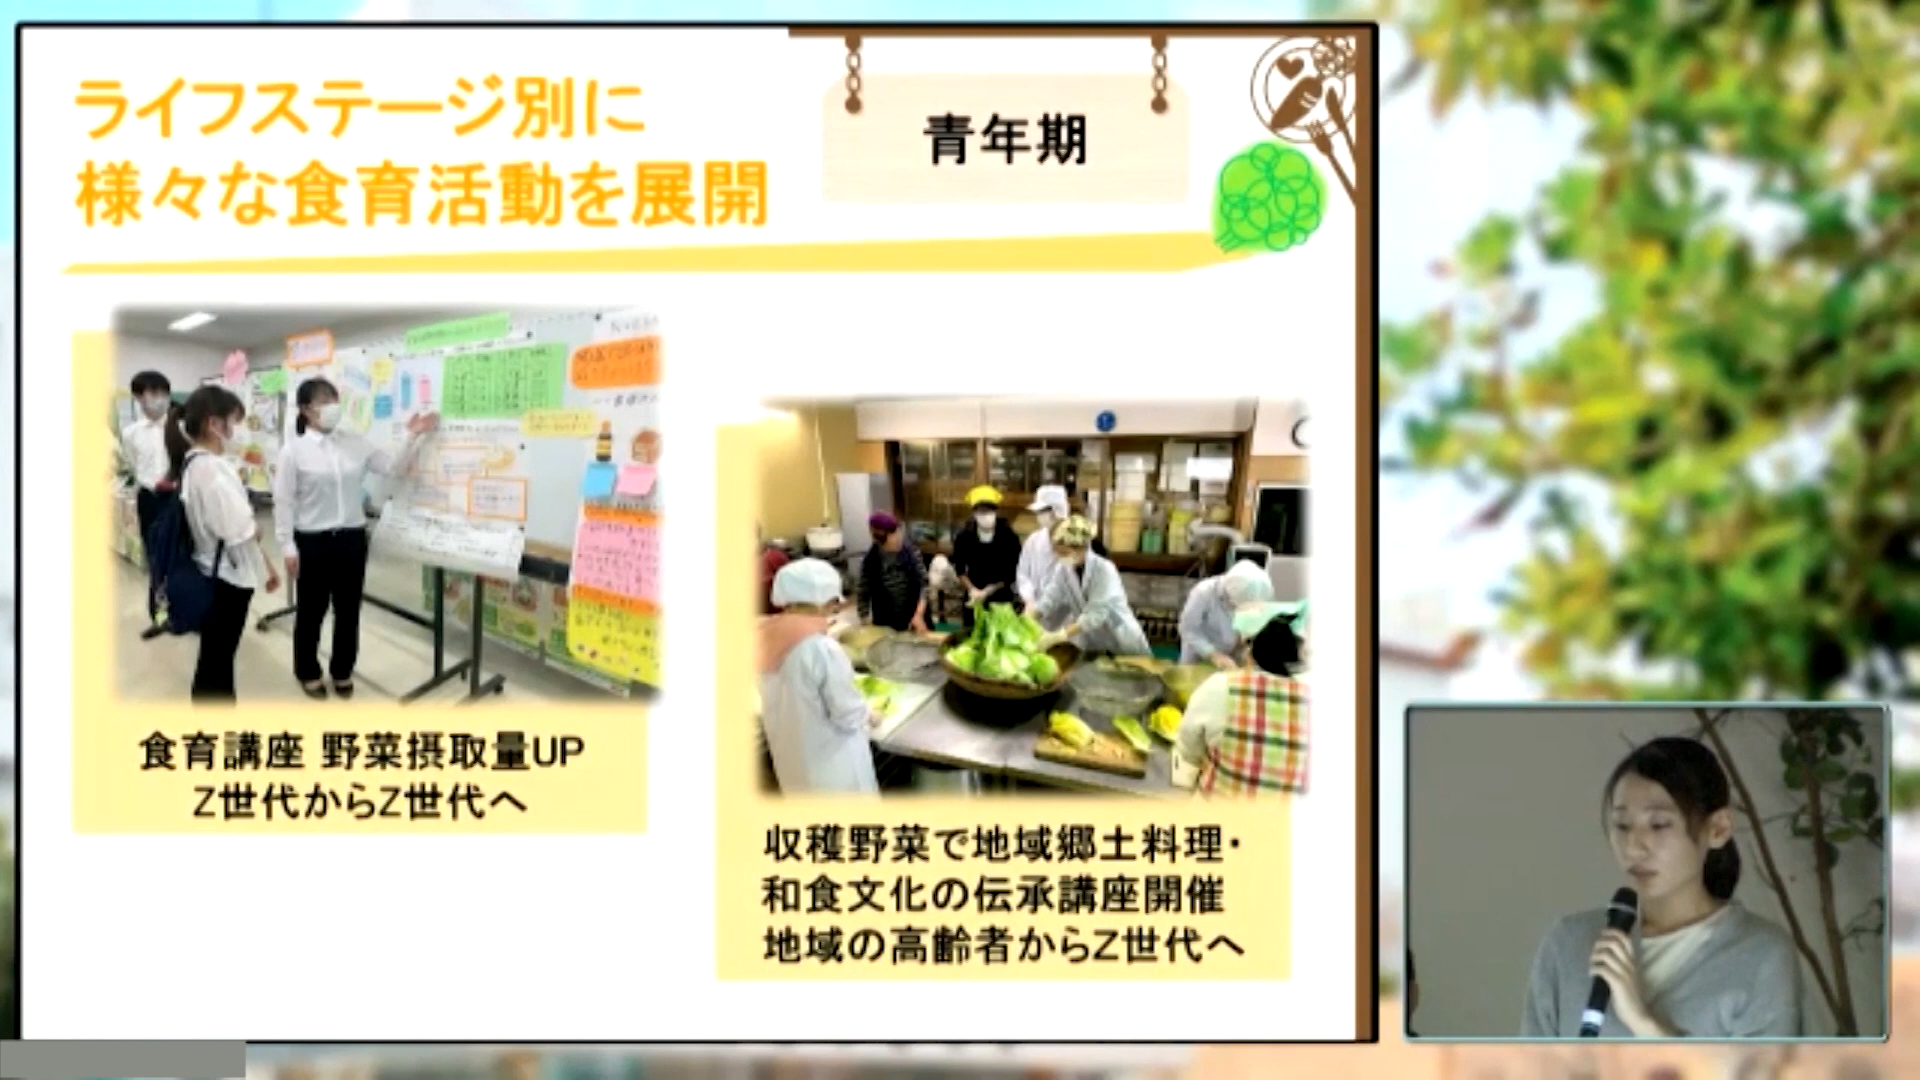 ライフステージ別に
様々な食育活動を展開
青年期
食育講座 野菜摂取量UP
Z世代からZ世代へ
収穫野菜で地域郷土料理・
和食文化の伝承講座開催
地域の高齢者からZ世代へ